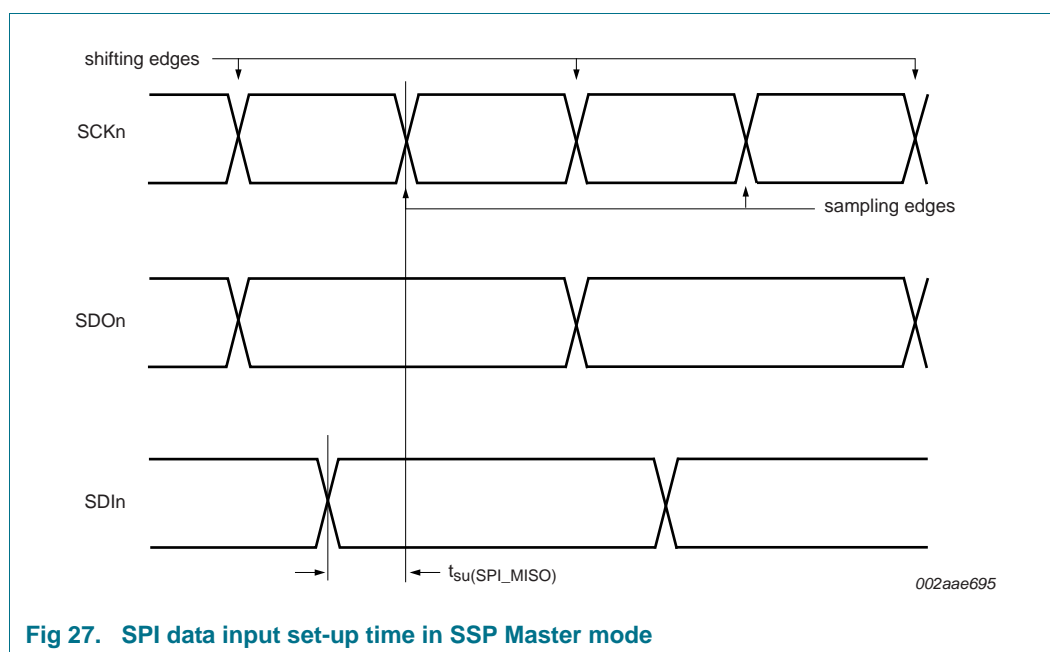 shifting edges
SCKn
sampling edges
SDOn
SDIn
tsu(SPI_MISO)
002aae695
Fig 27. SPI data input set-up time in SSP Master mode